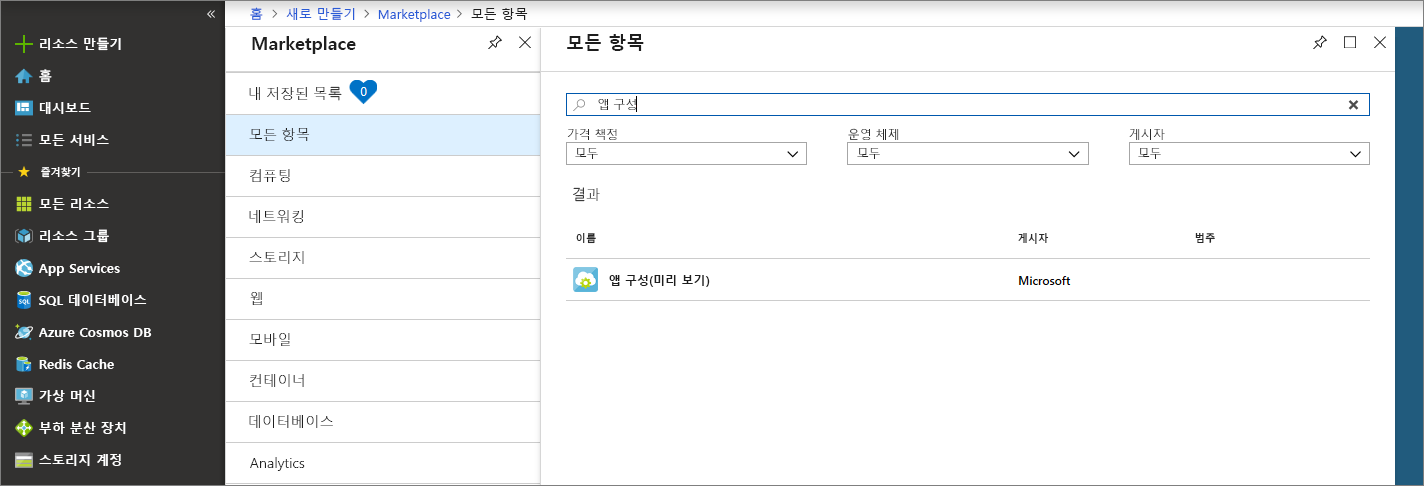 «
홈 > 새로 만들기 > Marketplace > 모든 항목
리소스 만들기
홈
대시보드
모든 서비스
즐겨찾기
모든 리소스
리소스 그룹
App Services
SQL 데이터베이스
Azure Cosmos DB
Redis Cache
가상 머신
부하 분산 장치
스토리지 계정
Marketplace
내 저장된 목록 0
모든 항목
컴퓨팅
네트워킹
스토리지
웹
모바일
컨테이너
데이터베이스
Analytics
모든 항목
앱 구성
가격 책정 운영 체제 게시자
모두 모두 모두
결과
이름 게시자 범주
앱 구성(미리 보기) Microsoft